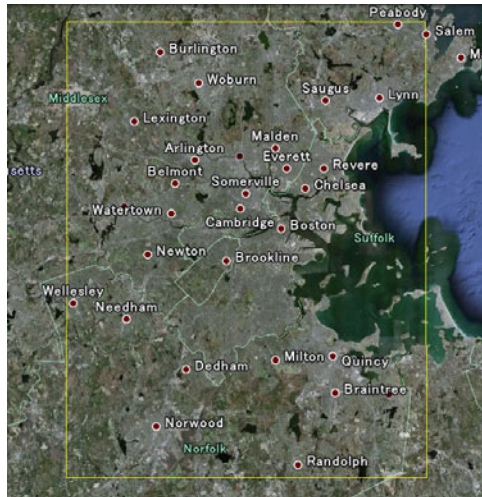 Peabody
Salem
M
Burlington
Woburn
Saugus
Lynn
Middlesex
Lexington
Malden
Arlington
Everett
Revere
setts
Belmont
Somerville
Chelsea
Watertown
Cambridge
Boston
Suffolk
Newton
Brookline
Wellesley
Needham
Milton
Quincy
Dedham
Braintree
Norwood
Norfolk
Randolph